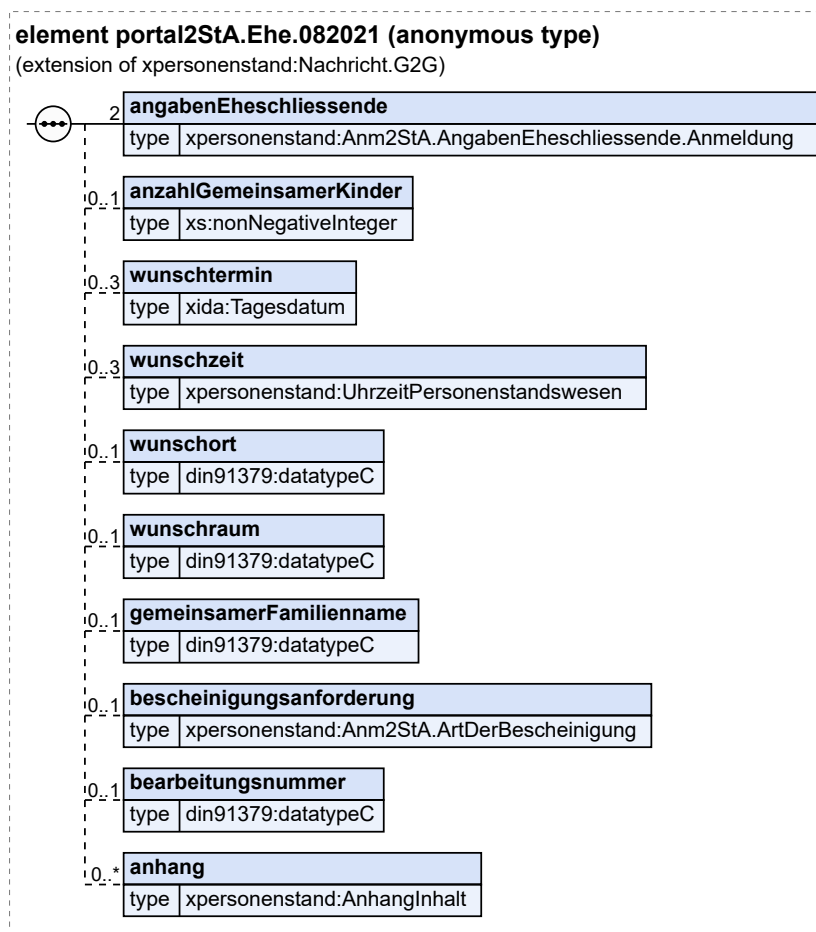 element portal2StA.Ehe.082021 (anonymous type)
(extension of xpersonenstand:Nachricht.G2G)
2 angabenEheschliessende
type xpersonenstand:Anm2StA.AngabenEheschliessende.Anmeldung
0..1 anzahlGemeinsamerKinder
type xs:nonNegativeInteger
0..3 wunschtermin
type xida:Tagesdatum
0..3 wunschzeit
type xpersonenstand:UhrzeitPersonenstandswesen
0..1 wunschort
type din91379:datatypeC
0..1 wunschraum
type din91379:datatypeC
0..1 gemeinsamerFamilienname
type din91379:datatypeC
0..1 bescheinigungsanforderung
type xpersonenstand:Anm2StA.ArtDerBescheinigung
0..1 bearbeitungsnummer
type din91379:datatypeC
0..* anhang
type xpersonenstand:AnhangInhalt